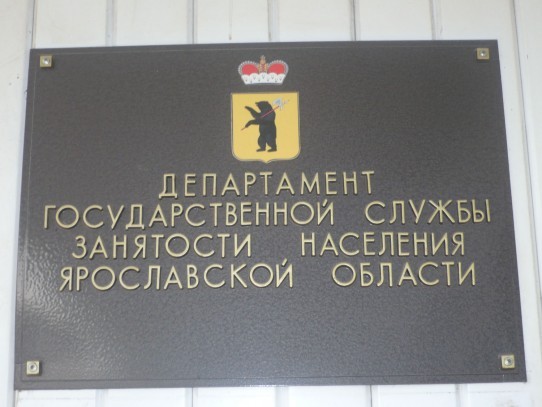 ДЕПАРТАМЕНТ
ГОСУДАРСТВЕННОЙ СЛУЖБЫ
ЗАНЯТОСТИ НАСЕЛЕНИЯ
ЯРОСЛАВСКОЙ ОБЛАСТИ